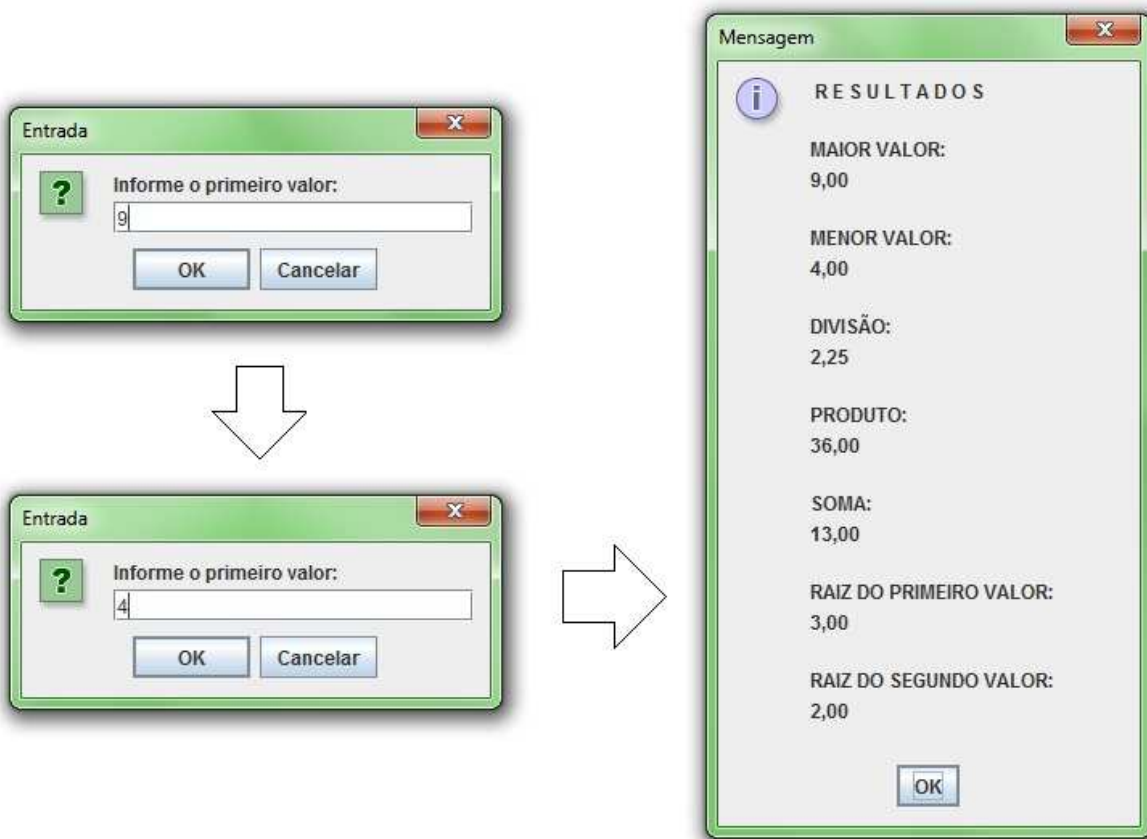 Entrada
Informe o primeiro valor:
9
OK
Cancelar
Entrada
Informe o primeiro valor:
4
OK
Cancelar
Mensagem
R E S U L T A D O S
MAIOR VALOR:
9,00
MENOR VALOR:
4,00
DIVISÃO:
2,25
PRODUTO:
36,00
SOMA:
13,00
RAIZ DO PRIMEIRO VALOR:
3,00
RAIZ DO SEGUNDO VALOR:
2,00
OK